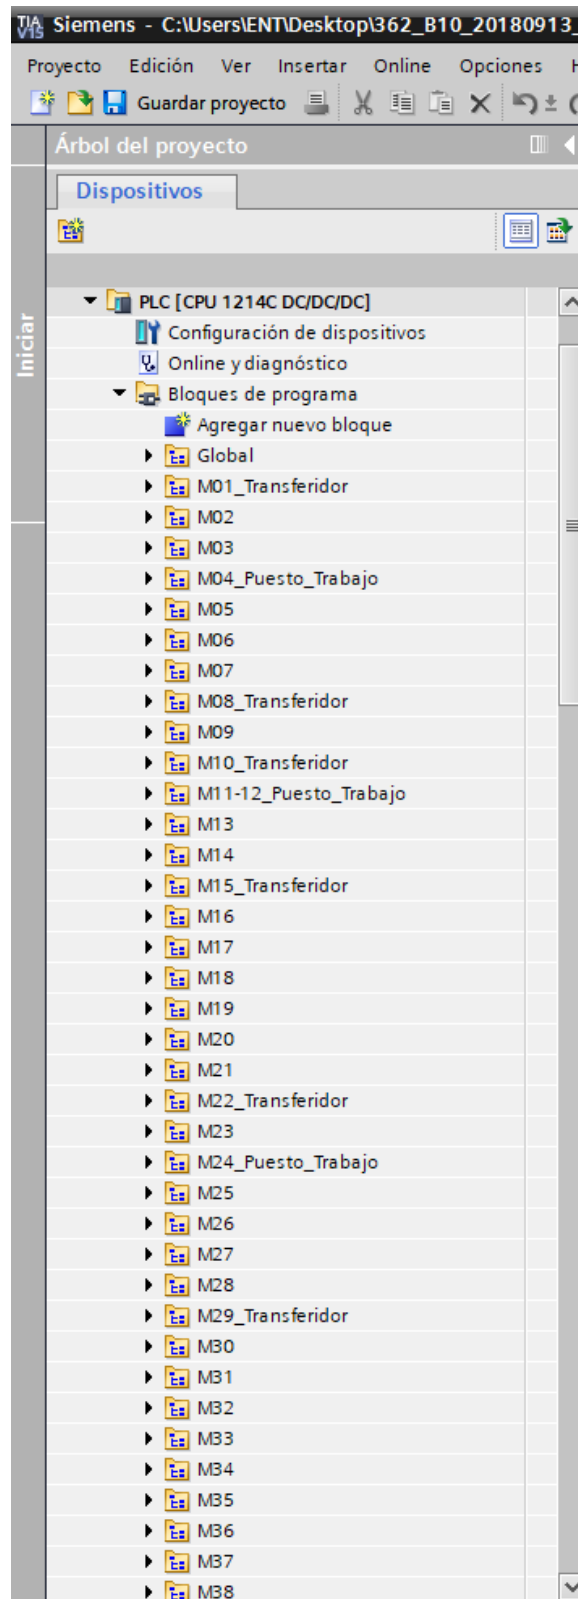 TIA V15 Siemens - C:\Users\ENT\Desktop\362_B10_20180913_
Proyecto Edición Ver Insertar Online Opciones
Guardar proyecto
Árbol del proyecto
Dispositivos
Iniciar
PLC [CPU 1214C DC/DC/DC]
Configuración de dispositivos
Online y diagnóstico
Bloques de programa
Agregar nuevo bloque
Global
M01_Transferidor
M02
M03
M04_Puesto_Trabajo
M05
M06
M07
M08_Transferidor
M09
M10_Transferidor
M11-12_Puesto_Trabajo
M13
M14
M15_Transferidor
M16
M17
M18
M19
M20
M21
M22_Transferidor
M23
M24_Puesto_Trabajo
M25
M26
M27
M28
M29_Transferidor
M30
M31
M32
M33
M34
M35
M36
M37
M38